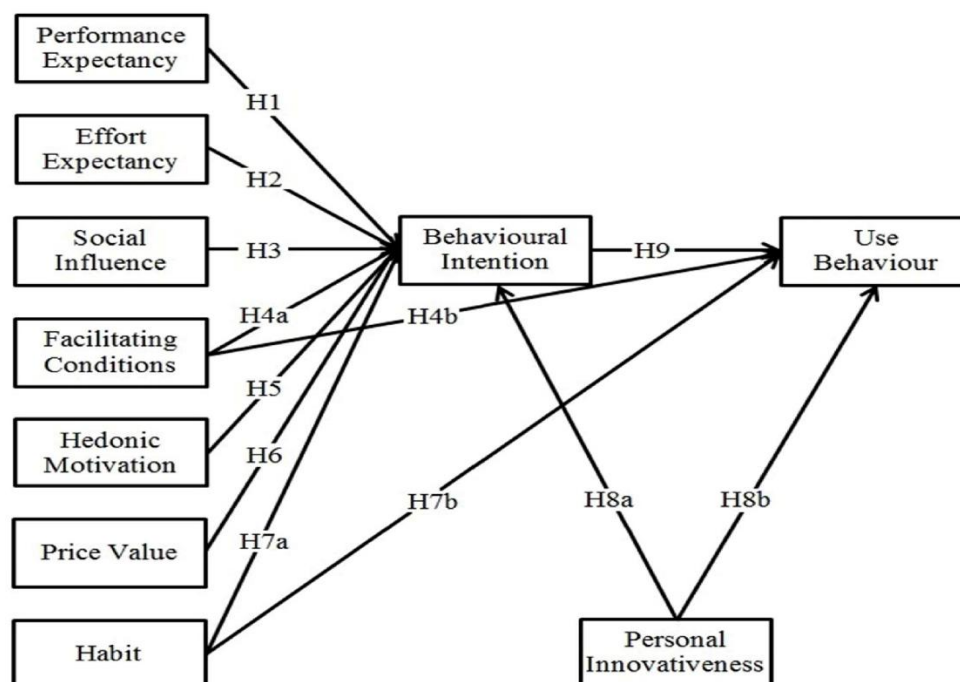 Performance
Expectancy
H1
Effort
Expectancy
H2
Social
Influence
H3
Behavioural
Intention
H9
Use
Behaviour
Facilitating
Conditions
H4a
H4b
Hedonic
Motivation
H5
Price Value
H6
Habit
H7a
H7b
H8a
H8b
Personal
Innovativeness